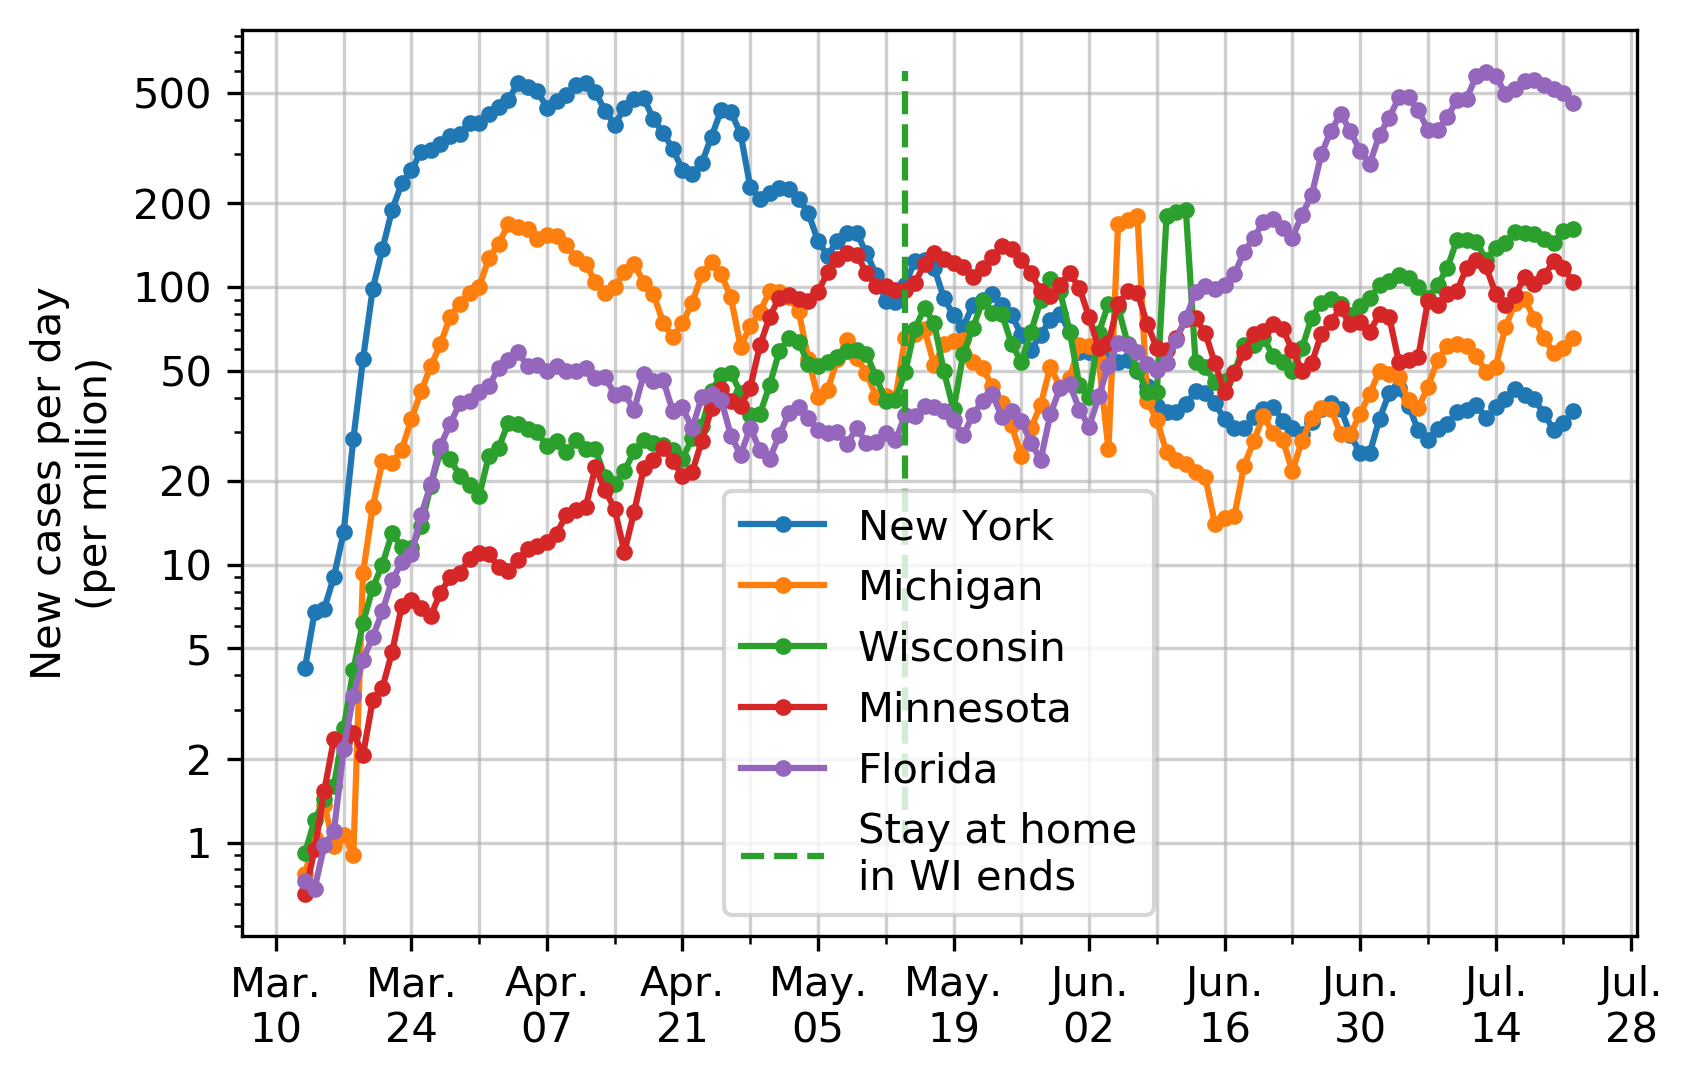 New cases per day
(per million)
500
200
100
50
20
10
5
2
1
New York
Michigan
Wisconsin
Minnesota
Florida
Stay at home
in WI ends
Mar. Mar. Apr. Apr. May. May. Jun. Jun. Jun. Jul. Jul.
10 24 07 21 05 19 02 16 30 14 28